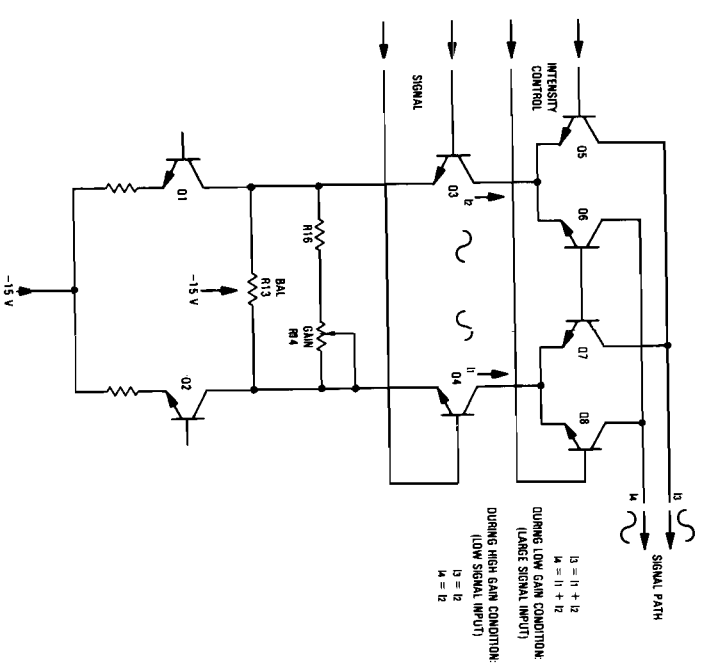 I3
SIGNAL PATH
I4
Q5
Q6
Q7
Q8
INTENSITY
CONTROL
I3 = I1 + I2
I4 = I1 + I2
DURING LOW GAIN CONDITION:
(LARGE SIGNAL INPUT)
DURING HIGH GAIN CONDITION:
(LOW SIGNAL INPUT)
I3 = I2
I4 = I2
I2
I1
Q3
Q4
SIGNAL
R16
GAIN
R14
BAL
R13
-15 V
Q1
Q2
-15 V